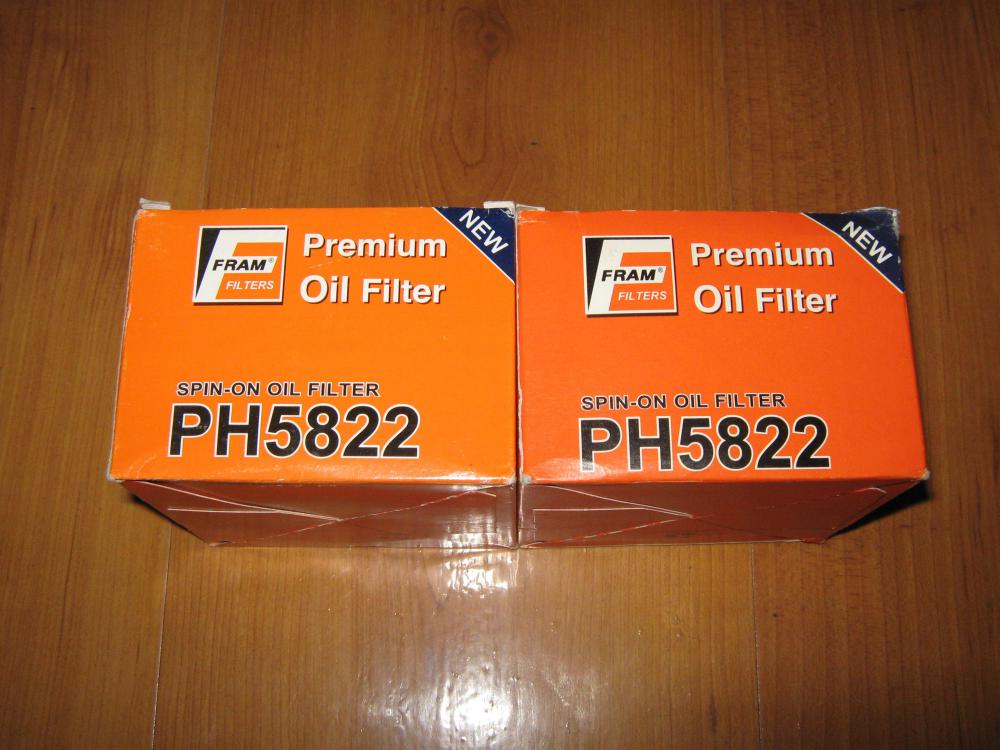 FRAM®
FILTERS
Premium
Oil Filter
NEW
SPIN-ON OIL FILTER
PH5822
FRAM®
FILTERS
Premium
Oil Filter
NEW
SPIN-ON OIL FILTER
PH5822